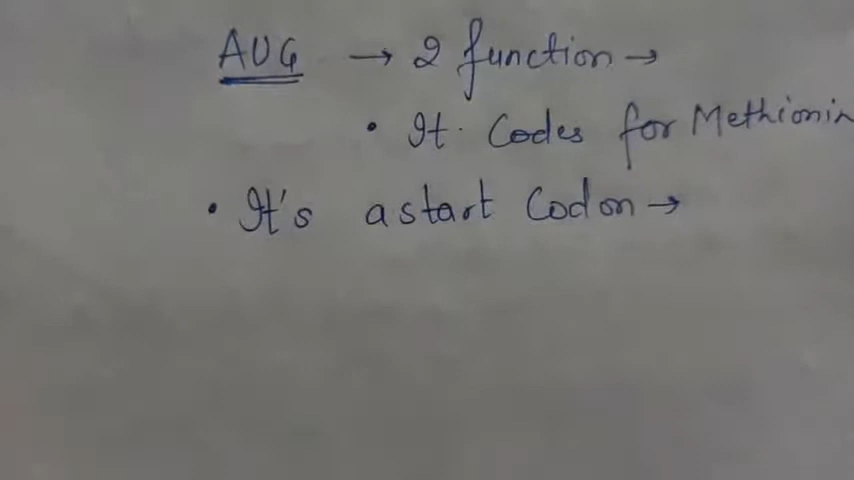 AUG → 2 function →
• It. Codes for Methionin
• It's a start Codon →